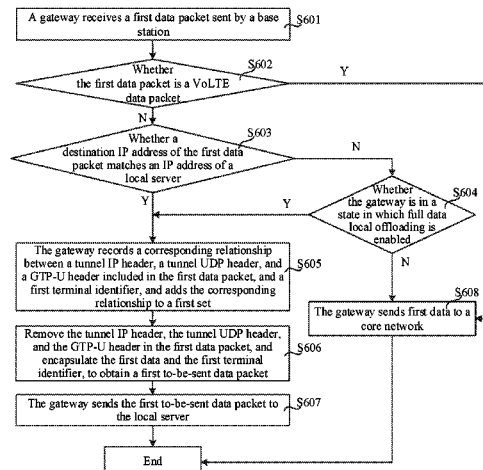 A gateway receives a first data packet sent by a base
station
S601
Whether
the first data packet is a VoLTE
data packet
S602
Y
N
Whether a
destination IP address of the first data
packet matches an IP address of a
local server
S603
N
Y
Whether
the gateway is in a
state in which full data
local offloading is
enabled
S604
Y
N
The gateway records a corresponding relationship
between a tunnel IP header, a tunnel UDP header, and
a GTP-U header included in the first data packet, and a
first terminal identifier, and adds the corresponding
relationship to a first set
S605
The gateway sends first data to a
core network
S608
Remove the tunnel IP header, the tunnel UDP header,
and the GTP-U header in the first data packet, and
encapsulate the first data and the first terminal
identifier, to obtain a first to-be-sent data packet
S606
The gateway sends the first to-be-sent data packet to
the local server
S607
End